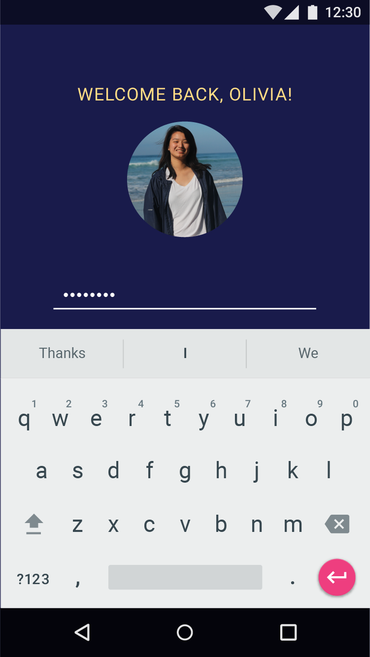 12:30
WELCOME BACK, OLIVIA!
••••••••
Thanks I We
1 2 3 4 5 6 7 8 9 0
q w e r t y u i o p
a s d f g h j k l
z x c v b n m
?123 , .